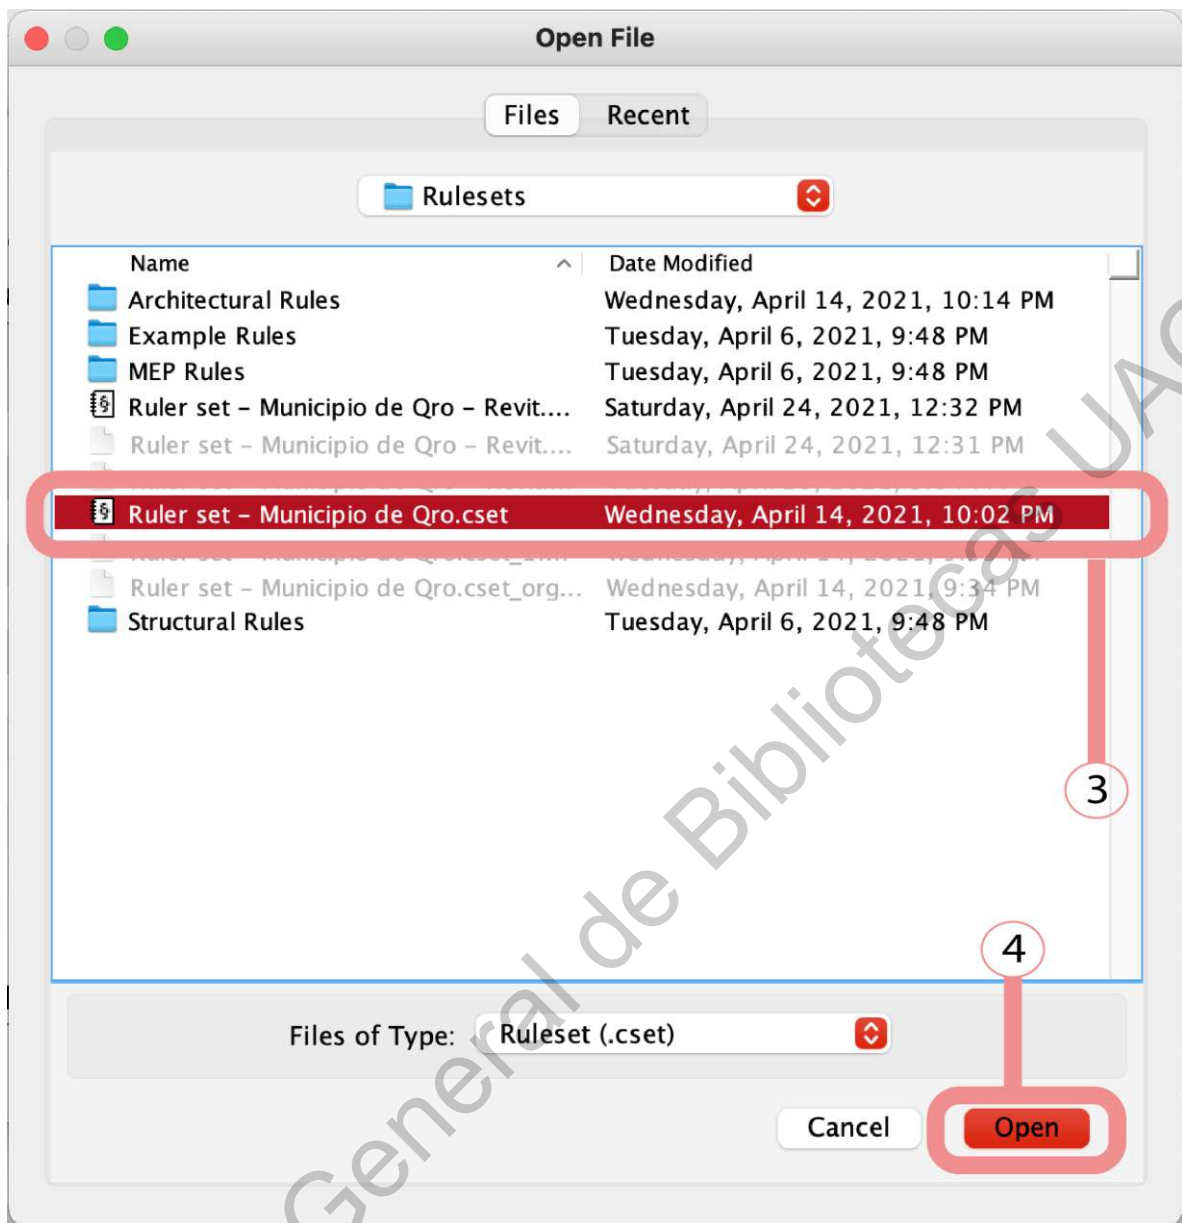 Open File
Files Recent
Rulesets
Name Date Modified
Architectural Rules Wednesday, April 14, 2021, 10:14 PM
Example Rules Tuesday, April 6, 2021, 9:48 PM
MEP Rules Tuesday, April 6, 2021, 9:48 PM
Ruler set – Municipio de Qro – Revit.... Saturday, April 24, 2021, 12:32 PM
Ruler set – Municipio de Qro – Revit.... Saturday, April 24, 2021, 12:31 PM
Ruler set – Municipio de Qro.cset Wednesday, April 14, 2021, 10:02 PM
Ruler set – Municipio de Qro.cset_org... Wednesday, April 14, 2021, 9:34 PM
Structural Rules Tuesday, April 6, 2021, 9:48 PM
3
4
Files of Type: Ruleset (.cset)
Cancel Open
General de Bibliotecas UAQ